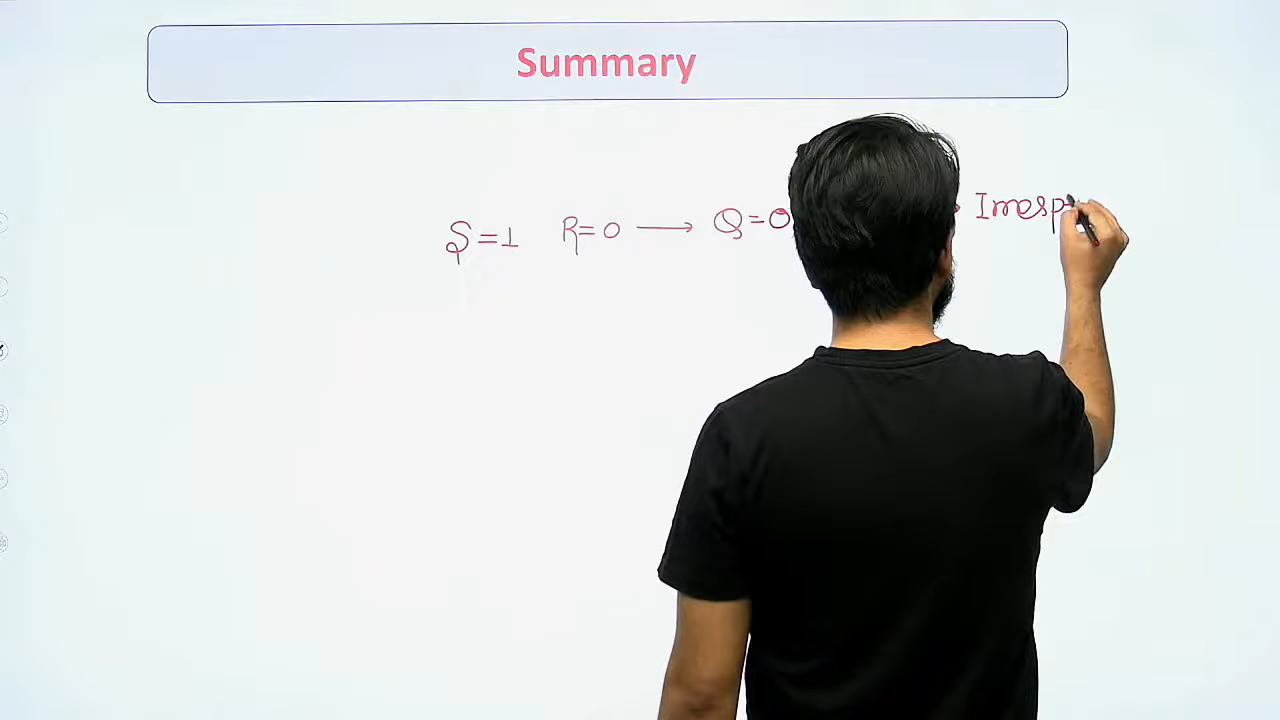 Summary
S=1 R=0 → Q=0 Irresp